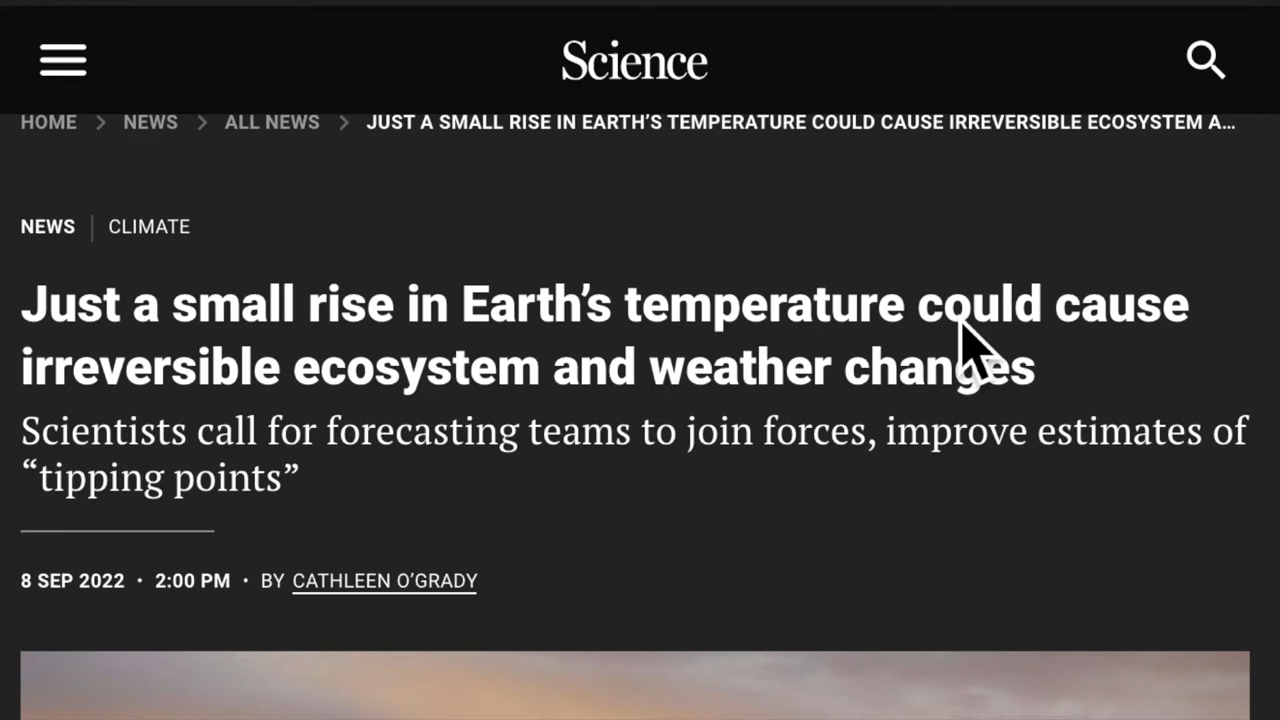 Science
HOME > NEWS > ALL NEWS > JUST A SMALL RISE IN EARTH’S TEMPERATURE COULD CAUSE IRREVERSIBLE ECOSYSTEM A...
NEWS | CLIMATE
Just a small rise in Earth’s temperature could cause
irreversible ecosystem and weather changes
Scientists call for forecasting teams to join forces, improve estimates of
“tipping points”
8 SEP 2022 • 2:00 PM • BY CATHLEEN O’GRADY